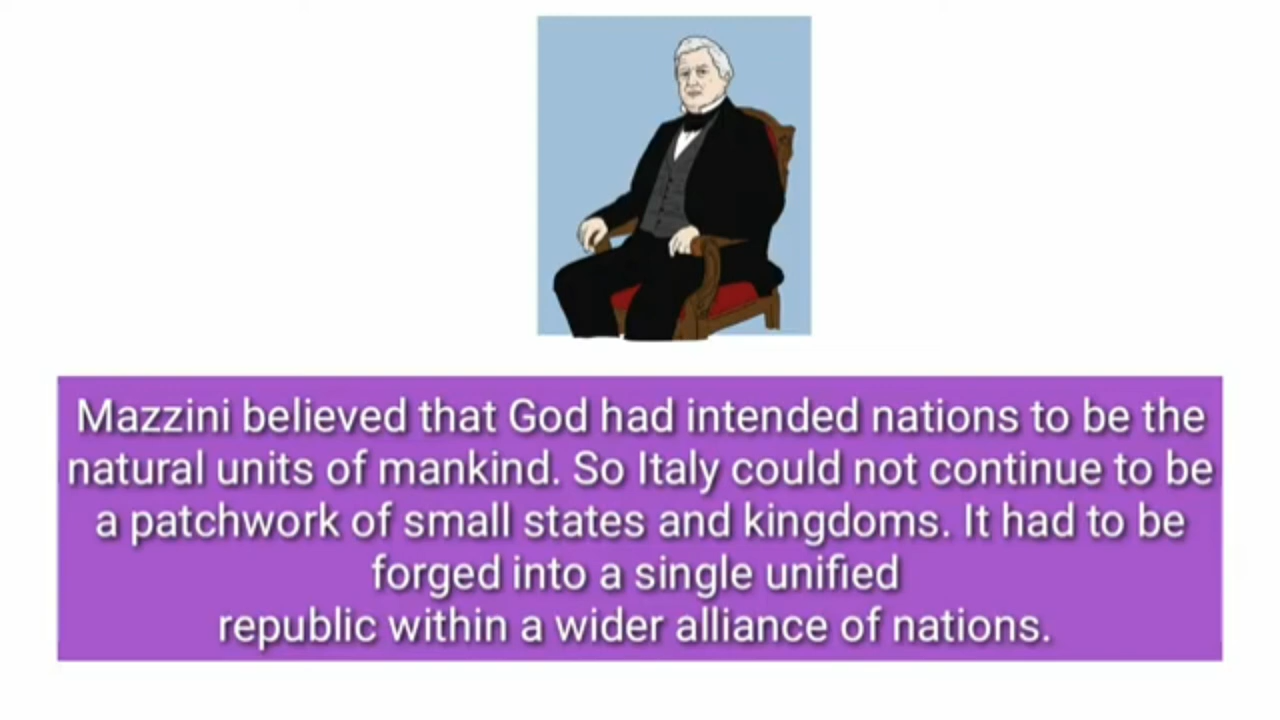 Mazzini believed that God had intended nations to be the
natural units of mankind. So Italy could not continue to be
a patchwork of small states and kingdoms. It had to be
forged into a single unified
republic within a wider alliance of nations.